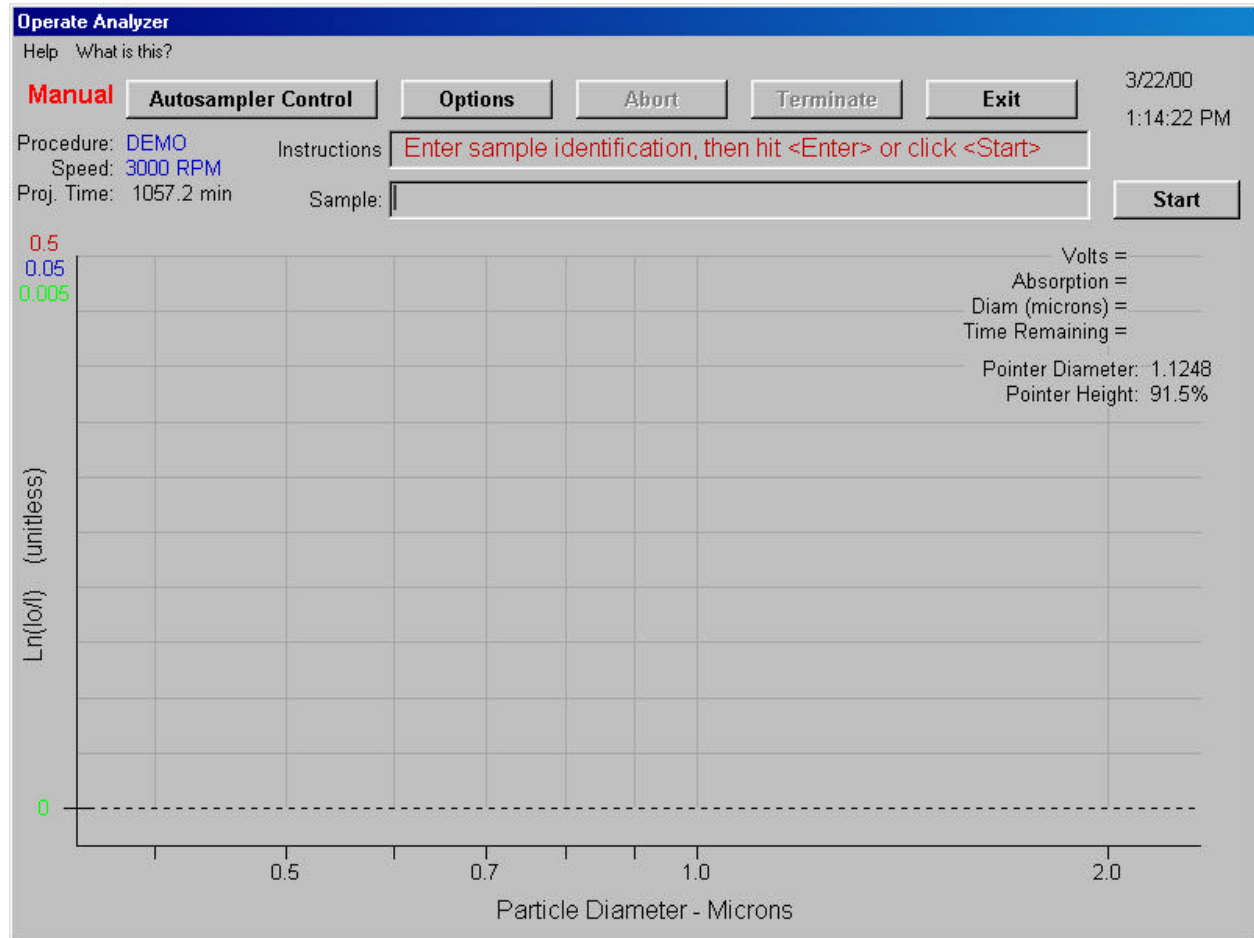 Operate Analyzer
Help What is this?
Manual
Autosampler Control
Options
Abort
Terminate
Exit
3/22/00
1:14:22 PM
Procedure: DEMO
Speed: 3000 RPM
Proj. Time: 1057.2 min
Instructions
Enter sample identification, then hit <Enter> or click <Start>
Sample:
Start
0.5
0.05
0.005
Volts =
Absorption =
Diam (microns) =
Time Remaining =
Pointer Diameter: 1.1248
Pointer Height: 91.5%
Ln(Io/I) (unitless)
0
0.5 0.7 1.0 2.0
Particle Diameter - Microns